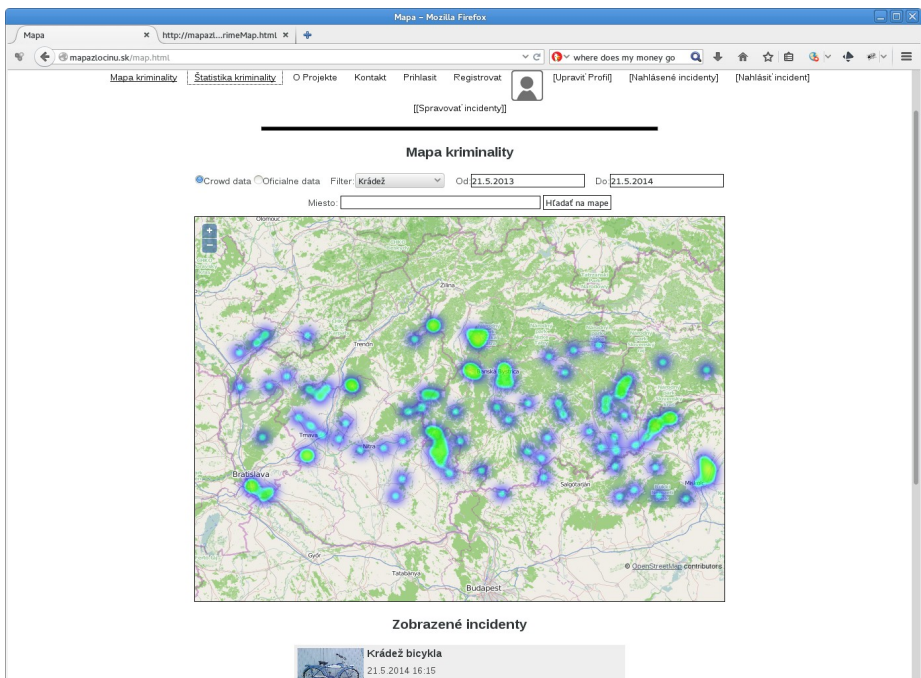 Mapa - Mozilla Firefox
Mapa
http://mapazl...rimeMap.html
mapazlocinu.sk/map.html
where does my money go
Mapa kriminality
Štatistika kriminality
O Projekte
Kontakt
Prihlasit
Registrovat
[Upraviť Profil]
[Nahlásené incidenty]
[Nahlásiť incident]
[[Spravovať incidenty]]
Mapa kriminality
Crowd data Oficialne data Filter: Krádež Od: 21.5.2013 Do: 21.5.2014
Miesto: Hľadať na mape
+
−
Olomouc
Žilina
Trenčín
Trnava
Nitra
Bratislava
Salgótarján
Győr
Tatabánya
Budapest
© OpenStreetMap contributors
Zobrazené incidenty
Krádež bicykla
21.5.2014 16:15